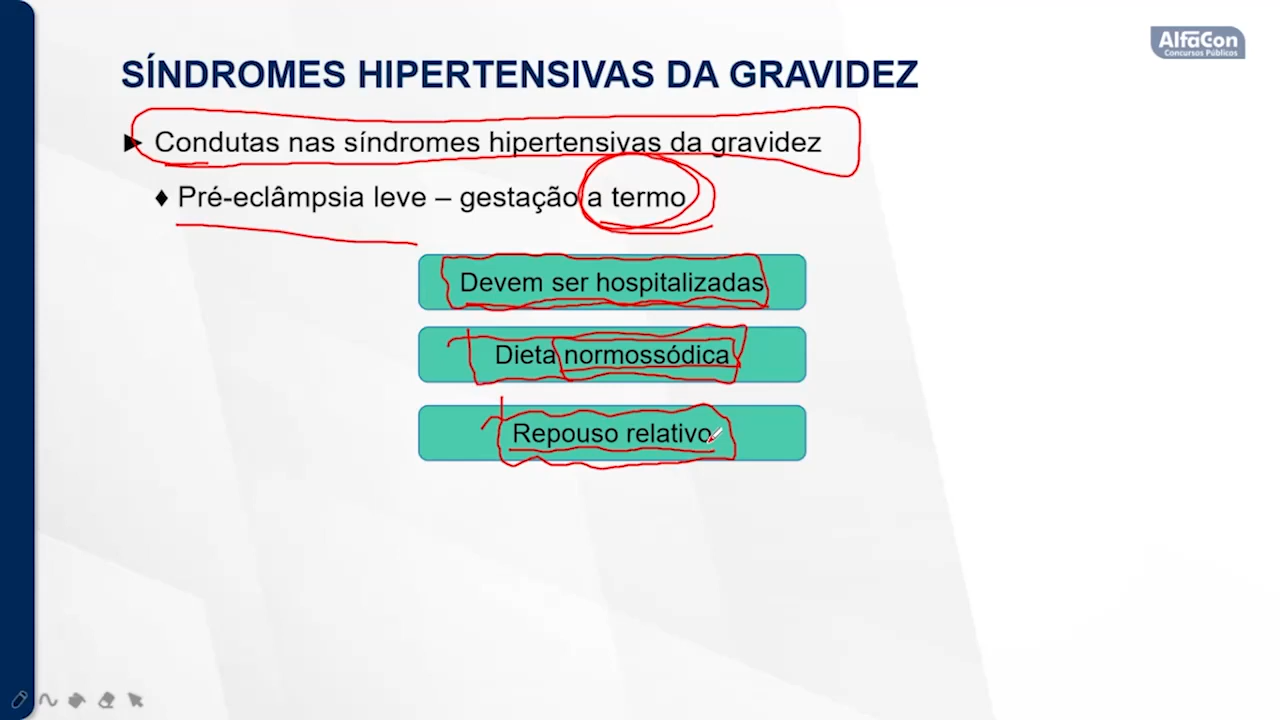 AlfaCon
Concursos Públicos
SÍNDROMES HIPERTENSIVAS DA GRAVIDEZ
► Condutas nas síndromes hipertensivas da gravidez
♦ Pré-eclâmpsia leve – gestação a termo
Devem ser hospitalizadas
Dieta normossódica
Repouso relativo